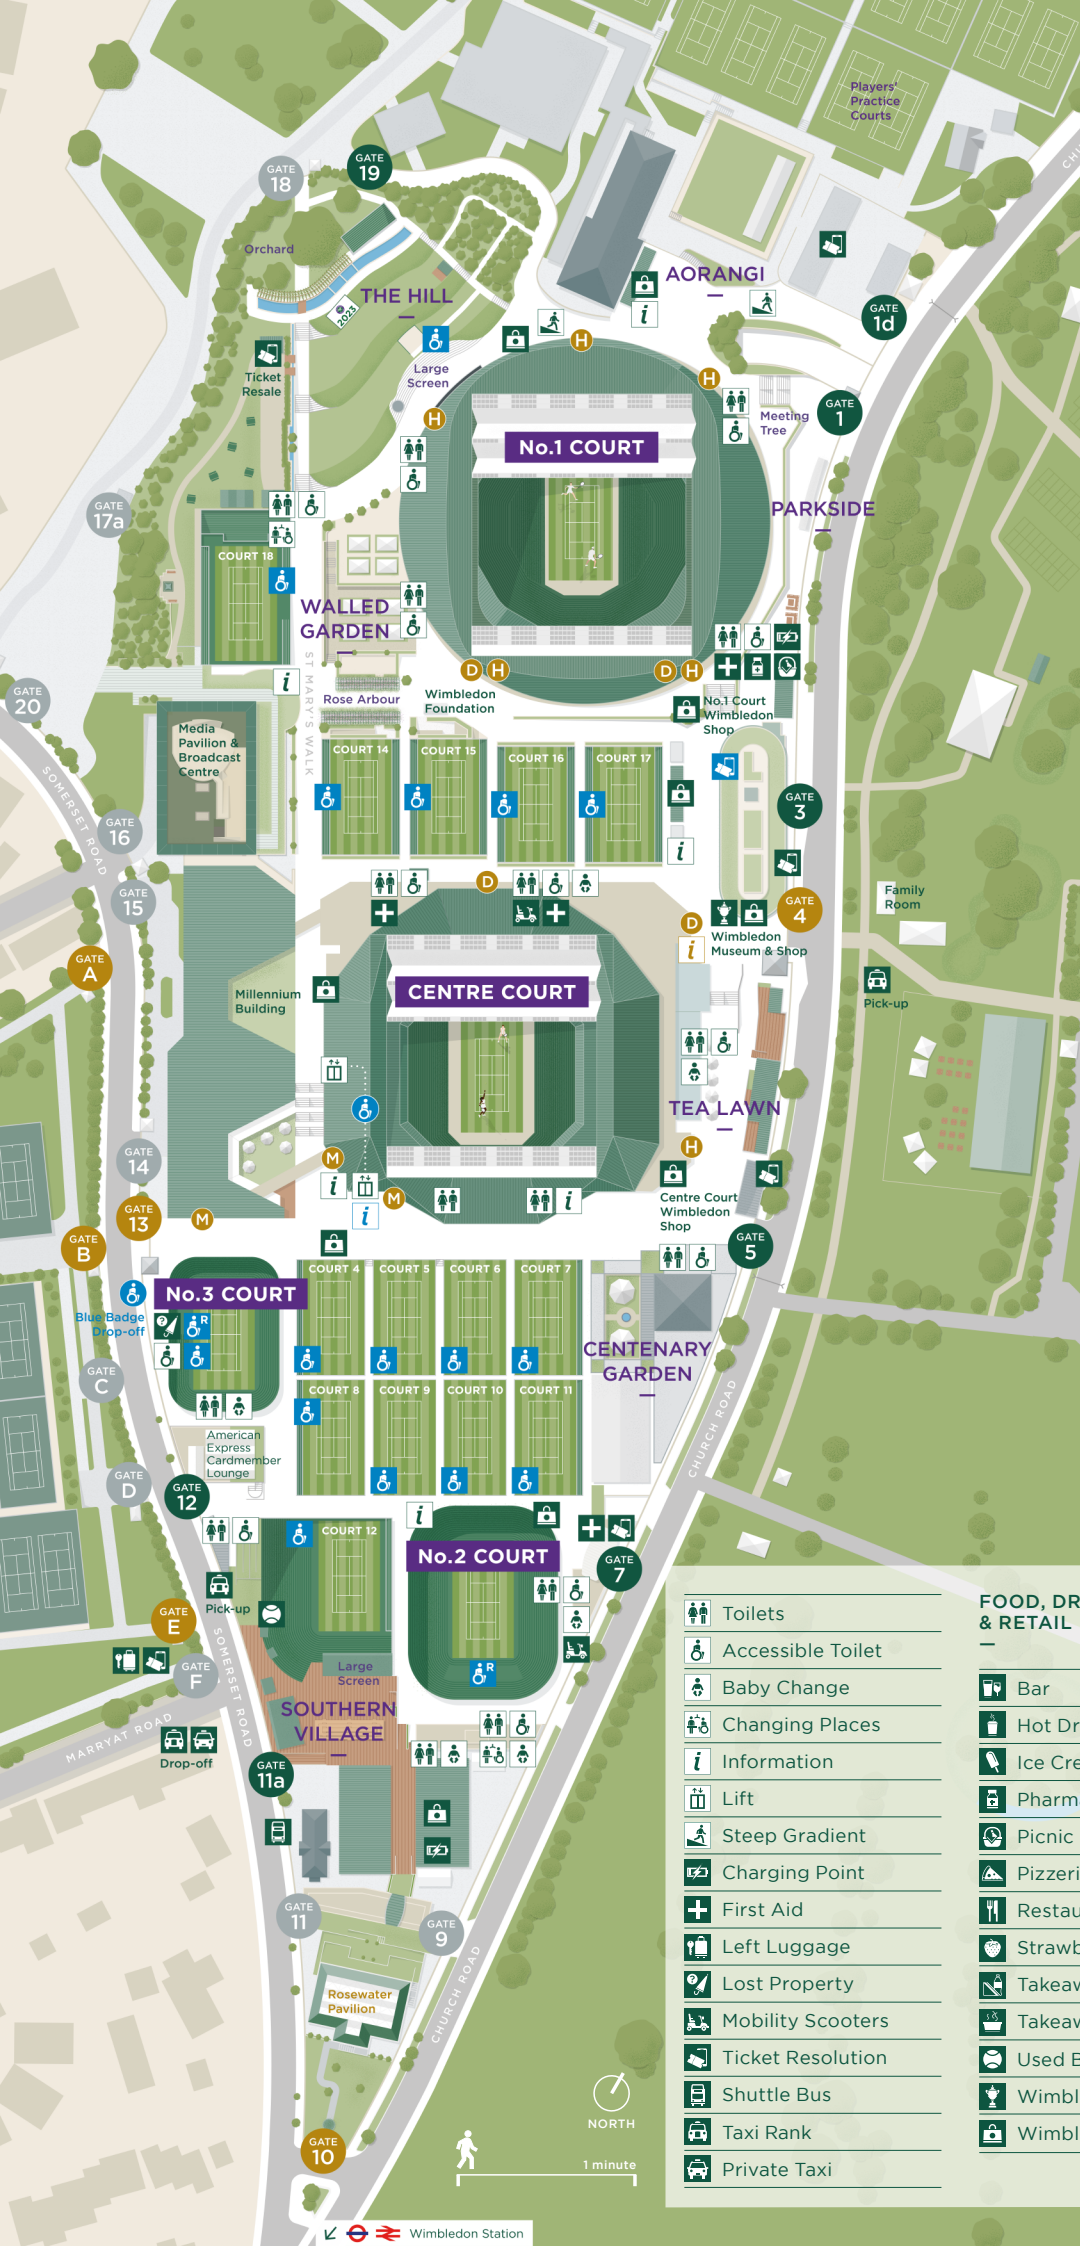 Players'
Practice
Courts
CHU
GATE
19
GATE
18
Orchard
AORANGI
THE HILL
2023
i
GATE
1d
Large
Screen
Ticket
Resale
H
H
H
GATE
1
Meeting
Tree
No.1 COURT
PARKSIDE
GATE
17a
COURT 18
WALLED
GARDEN
ST MARY'S WALK
D
H
D
H
i
GATE
20
Rose Arbour
Wimbledon
Foundation
No.1 Court
Wimbledon
Shop
Media
Pavilion &
Broadcast
Centre
COURT 14
COURT 15
COURT 16
COURT 17
SOMERSET ROAD
GATE
16
GATE
3
i
GATE
15
D
GATE
4
Family
Room
D
i
Wimbledon
Museum & Shop
GATE
A
Millennium
Building
CENTRE COURT
Pick-up
TEA LAWN
GATE
14
M
H
i
M
i
i
Centre Court
Wimbledon
Shop
GATE
13
M
GATE
B
GATE
5
No.3 COURT
COURT 4
COURT 5
COURT 6
COURT 7
Blue Badge
Drop-off
R
CENTENARY
GARDEN
GATE
C
COURT 8
COURT 9
COURT 10
COURT 11
CHURCH ROAD
American
Express
Cardmember
Lounge
GATE
D
GATE
12
i
COURT 12
No.2 COURT
GATE
7
Pick-up
GATE
E
GATE
F
SOMERSET ROAD
Large
Screen
R
SOUTHERN
VILLAGE
MARRYAT ROAD
Drop-off
GATE
11a
GATE
11
GATE
9
Rosewater
Pavilion
CHURCH ROAD
GATE
10
NORTH
1 minute
Wimbledon Station
Toilets
Accessible Toilet
Baby Change
Changing Places
i Information
Lift
Steep Gradient
Charging Point
First Aid
Left Luggage
Lost Property
Mobility Scooters
Ticket Resolution
Shuttle Bus
Taxi Rank
Private Taxi
FOOD, DR
& RETAIL
Bar
Hot Dr
Ice Cre
Pharm
Picnic
Pizzeri
Restau
Strawb
Takeaw
Takeaw
Used B
Wimbl
Wimbl